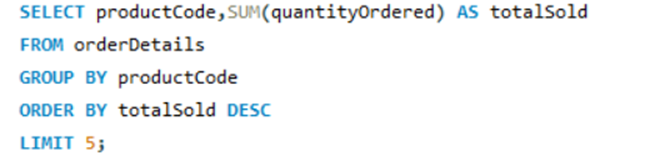 SELECT productCode,SUM(quantityOrdered) AS totalSold
FROM orderDetails
GROUP BY productCode
ORDER BY totalSold DESC
LIMIT 5;